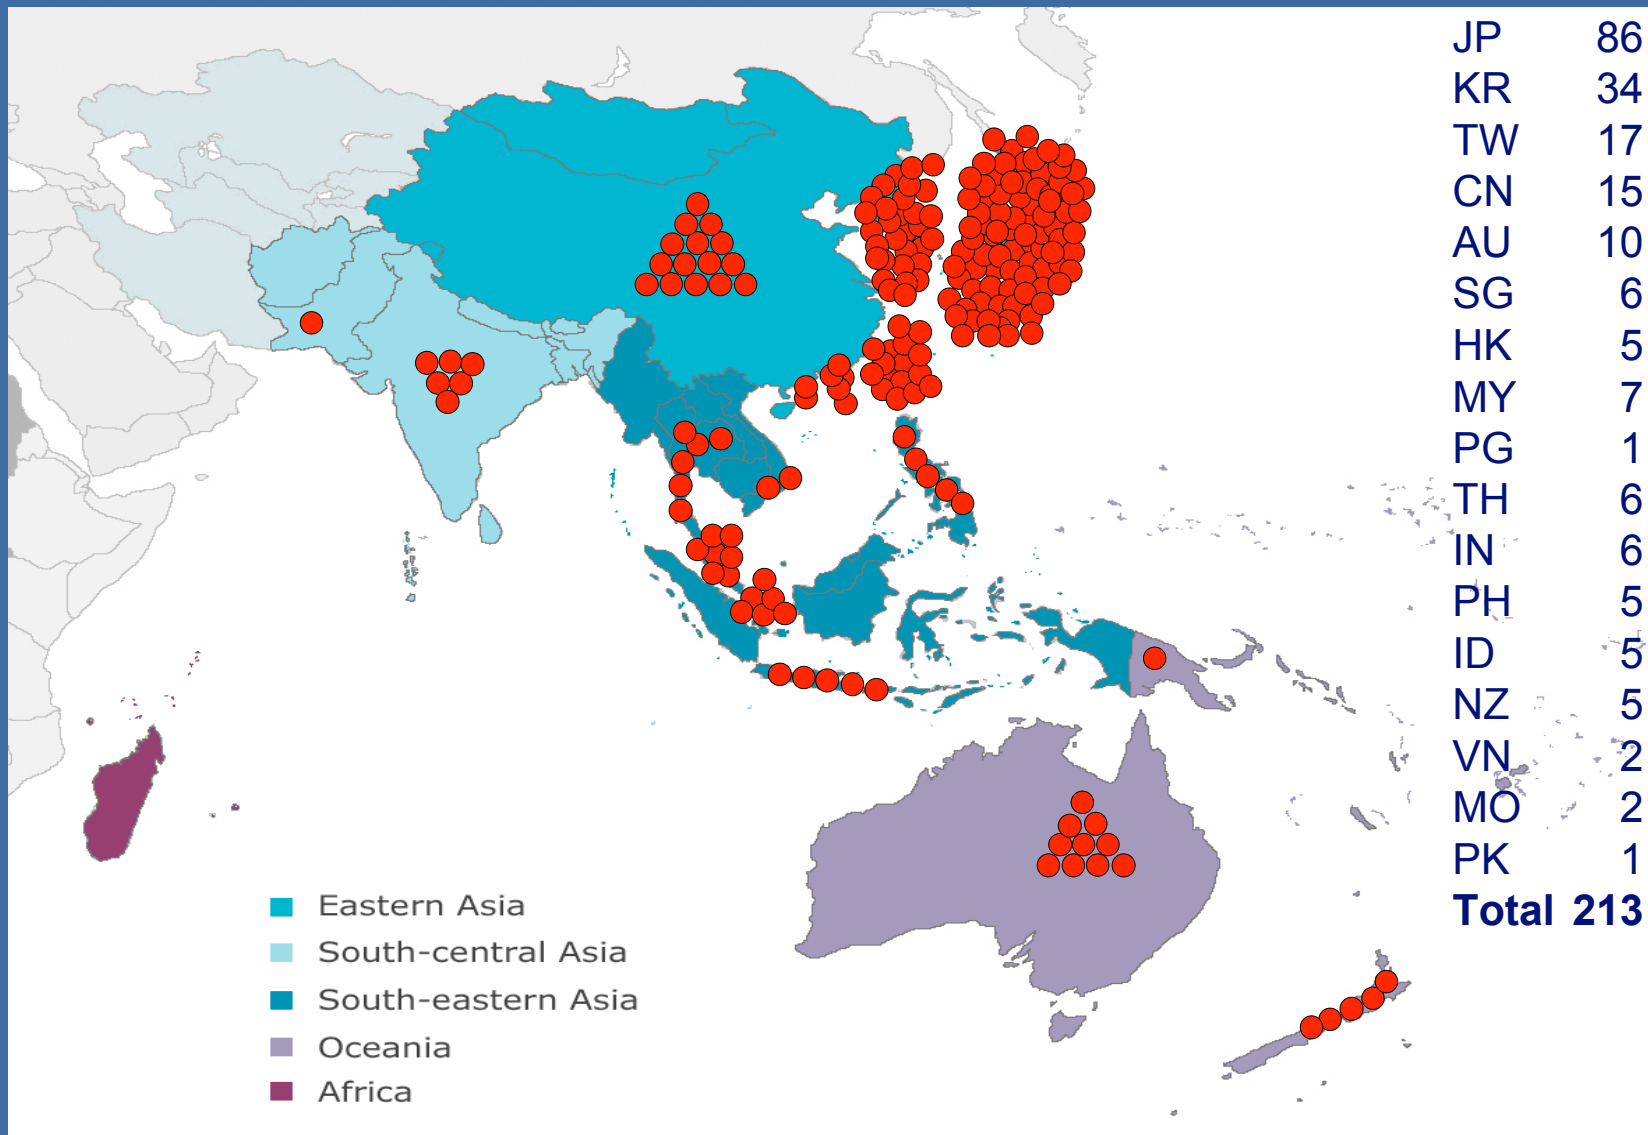 JP 86
KR 34
TW 17
CN 15
AU 10
SG 6
HK 5
MY 7
PG 1
TH 6
IN 6
PH 5
ID 5
NZ 5
VN 2
MO 2
PK 1
Total 213
Eastern Asia
South-central Asia
South-eastern Asia
Oceania
Africa